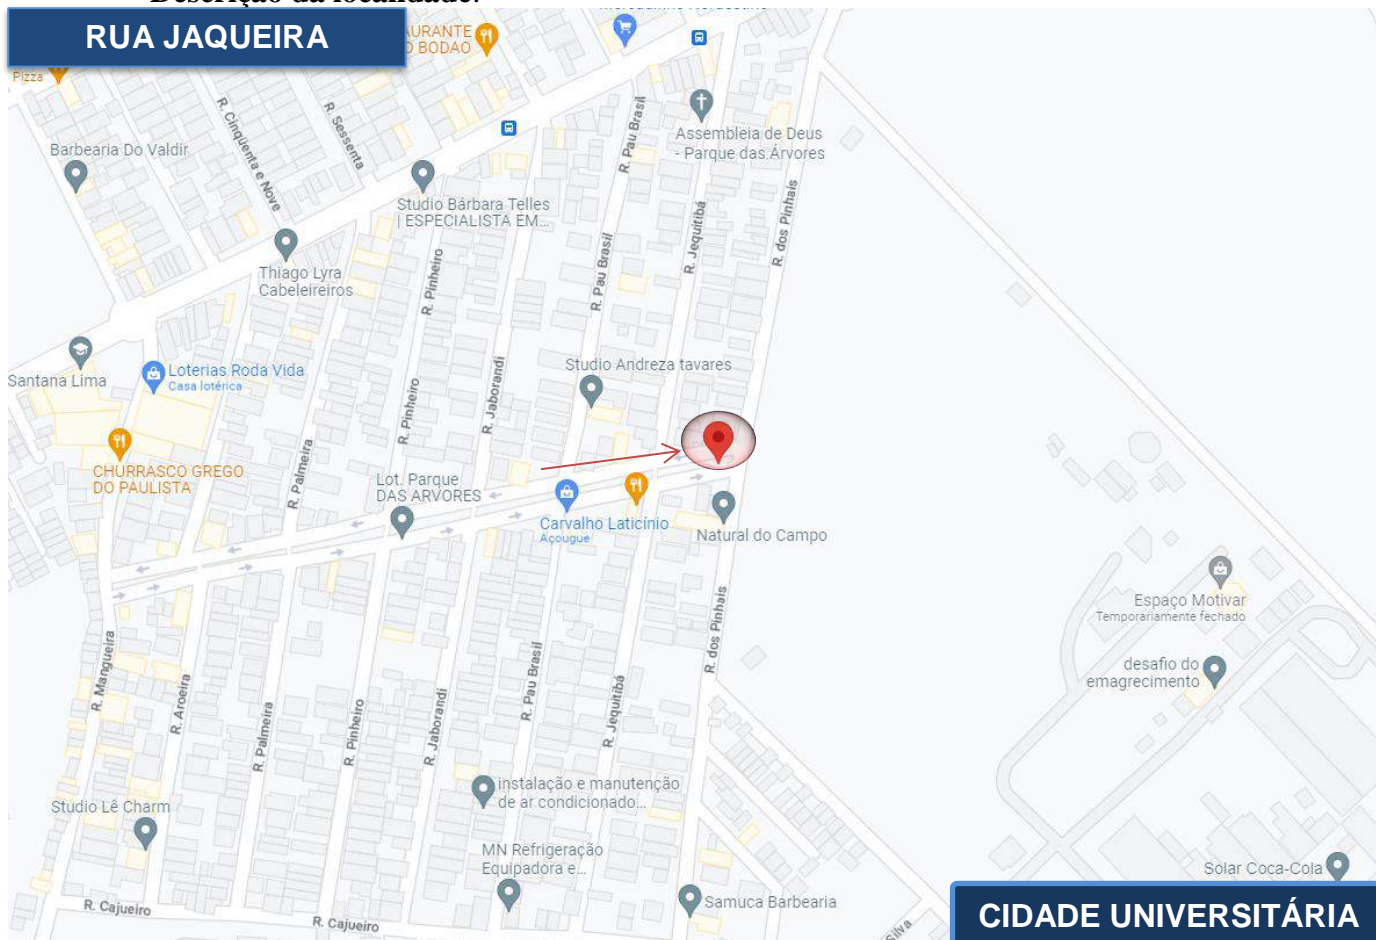 Descrição da localidade:
RUA JAQUEIRA
URANTE
O BODAO
Pizza
R. Cinqüenta e Nove
R. Sessenta
Barbearia Do Valdir
Studio Bárbara Telles
| ESPECIALISTA EM...
R. Pau Brasil
Assembleia de Deus
- Parque das Árvores
R. Jequitibá
R. dos Pinhais
Thiago Lyra
Cabeleireiros
R. Pinheiro
R. Pau Brasil
Santana Lima
Loterias Roda Vida
Casa lotérica
Studio Andreza tavares
R. Pinheiro
R. Jaborandi
CHURRASCO GREGO
DO PAULISTA
R. Palmeira
Lot. Parque
DAS ARVORES
Carvalho Laticínio
Açougue
Natural do Campo
Espaço Motivar
Temporariamente fechado
R. dos Pinhais
desafio do
emagrecimento
R. Mangueira
R. Aroeira
R. Palmeira
R. Pinheiro
R. Jaborandi
R. Pau Brasil
R. Jequitibá
instalação e manutenção
de ar condicionado...
Studio Lê Charm
MN Refrigeração
Equipadora e...
Solar Coca-Cola
Samuca Barbearia
R. Cajueiro
R. Cajueiro
Silva
CIDADE UNIVERSITÁRIA